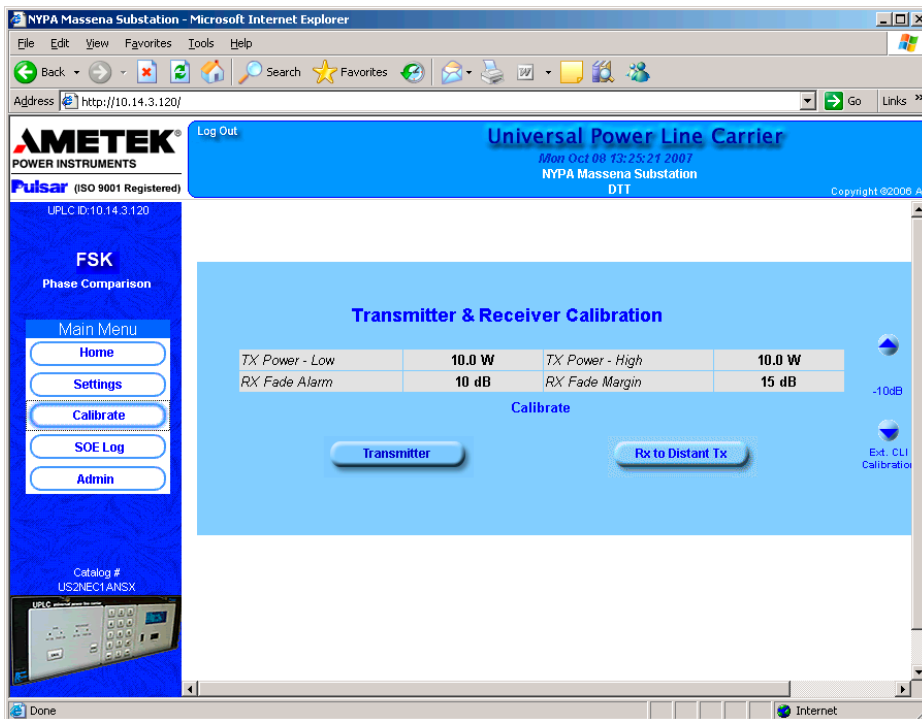 NYPA Massena Substation - Microsoft Internet Explorer
File Edit View Favorites Tools Help
Back Search Favorites
Address http://10.14.3.120/ Go Links »
AMETEK®
POWER INSTRUMENTS
Pulsar (ISO 9001 Registered)
Log Out
Universal Power Line Carrier
Mon Oct 08 13:25:21 2007
NYPA Massena Substation
DTT
Copyright ©2006 A
UPLC ID:10.14.3.120
FSK
Phase Comparison
Main Menu
Home
Settings
Calibrate
SOE Log
Admin
Catalog #
US2NEC1ANSX
UPLC
Transmitter & Receiver Calibration
TX Power - Low 10.0 W TX Power - High 10.0 W
RX Fade Alarm 10 dB RX Fade Margin 15 dB
Calibrate
Transmitter Rx to Distant Tx
-10dB
Ext. CLI
Calibration
Done Internet